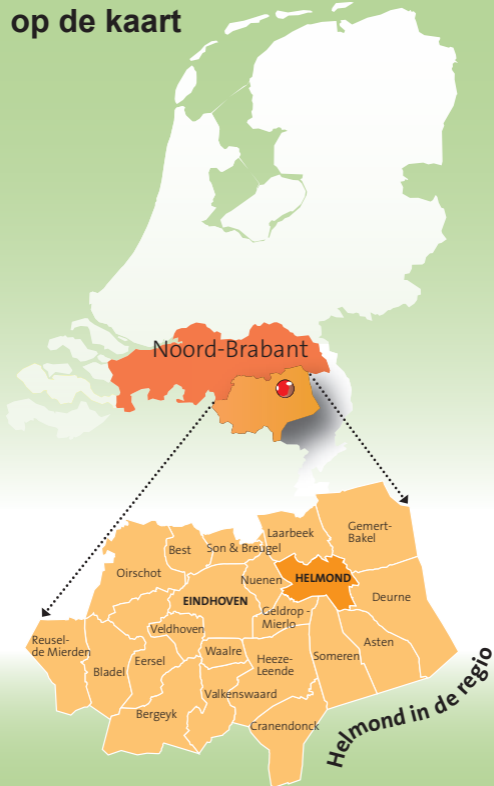 op de kaart
Noord-Brabant
Gemert-
Bakel
Laarbeek
Best
Son & Breugel
Oirschot
Nuenen
HELMOND
EINDHOVEN
Deurne
Geldrop -
Mierlo
Veldhoven
Reusel-
de Mierden
Asten
Waalre
Eersel
Heeze-
Leende
Someren
Bladel
Valkenswaard
Bergeyk
Cranendonck
Helmond in de regio